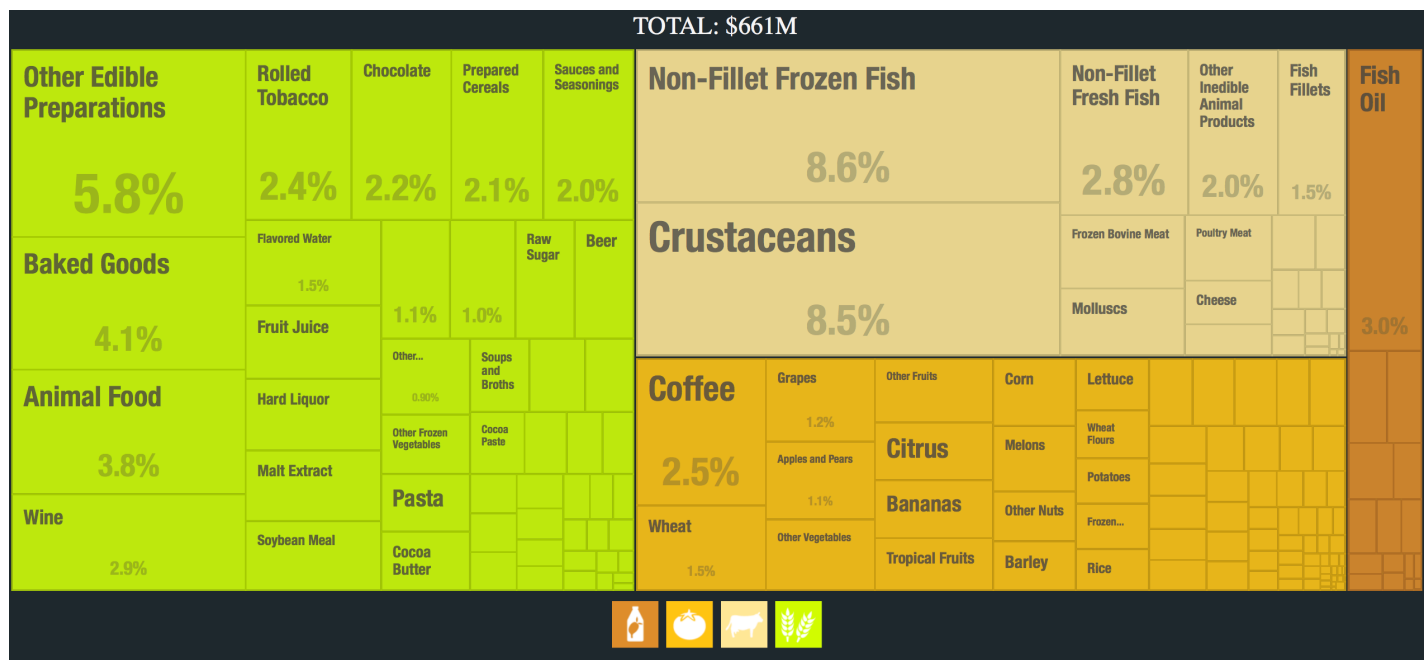 TOTAL: $661M
Other Edible
Preparations
5.8%
Baked Goods
4.1%
Animal Food
3.8%
Wine
2.9%
Rolled
Tobacco
2.4%
Chocolate
2.2%
Prepared
Cereals
2.1%
Sauces and
Seasonings
2.0%
Flavored Water
1.5%
Fruit Juice
Hard Liquor
Malt Extract
Soybean Meal
1.1%
1.0%
Raw
Sugar
Beer
Other...
0.90%
Soups
and
Broths
Other Frozen
Vegetables
Cocoa
Paste
Pasta
Cocoa
Butter
Non-Fillet Frozen Fish
8.6%
Crustaceans
8.5%
Non-Fillet
Fresh Fish
2.8%
Other
Inedible
Animal
Products
2.0%
Fish
Fillets
1.5%
Frozen Bovine Meat
Poultry Meat
Molluscs
Cheese
Coffee
2.5%
Wheat
1.5%
Grapes
1.2%
Apples and Pears
1.1%
Other Vegetables
Other Fruits
Citrus
Bananas
Tropical Fruits
Corn
Melons
Other Nuts
Barley
Lettuce
Wheat
Flours
Potatoes
Frozen...
Rice
Fish
Oil
3.0%